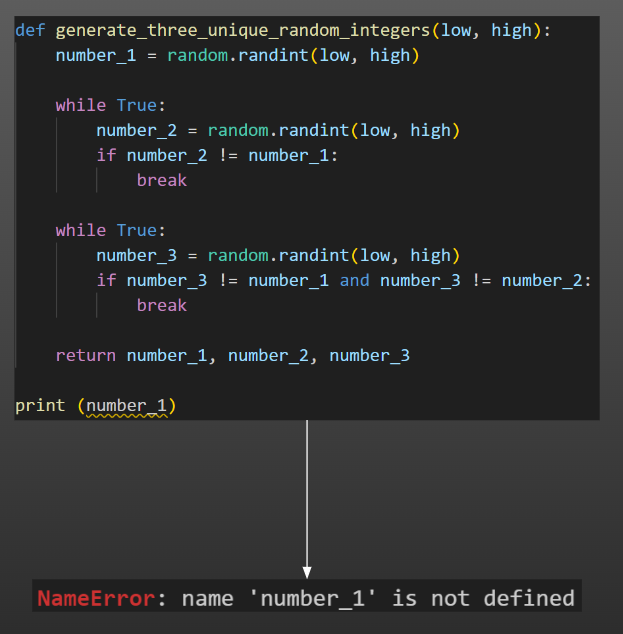 def generate_three_unique_random_integers(low, high):
    number_1 = random.randint(low, high)

    while True:
        number_2 = random.randint(low, high)
        if number_2 != number_1:
            break

    while True:
        number_3 = random.randint(low, high)
        if number_3 != number_1 and number_3 != number_2:
            break

    return number_1, number_2, number_3

print (number_1)
NameError: name 'number_1' is not defined